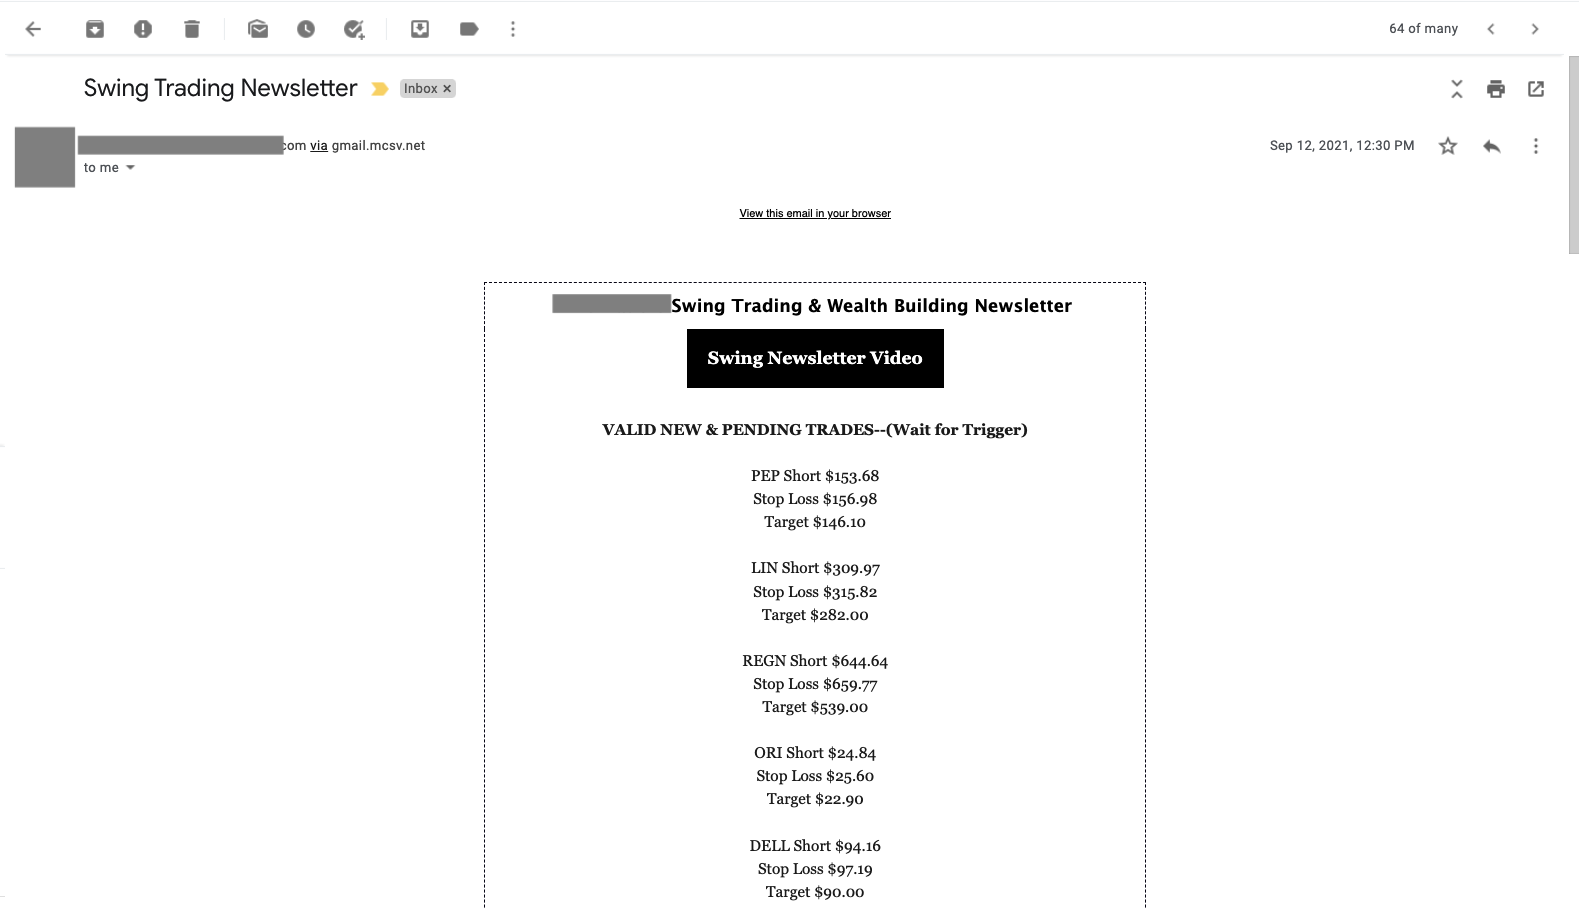 64 of many
Swing Trading Newsletter Inbox ×
com via gmail.mcsv.net
Sep 12, 2021, 12:30 PM
to me
View this email in your browser
Swing Trading & Wealth Building Newsletter
Swing Newsletter Video
VALID NEW & PENDING TRADES--(Wait for Trigger)
PEP Short $153.68
Stop Loss $156.98
Target $146.10
LIN Short $309.97
Stop Loss $315.82
Target $282.00
REGN Short $644.64
Stop Loss $659.77
Target $539.00
ORI Short $24.84
Stop Loss $25.60
Target $22.90
DELL Short $94.16
Stop Loss $97.19
Target $90.00